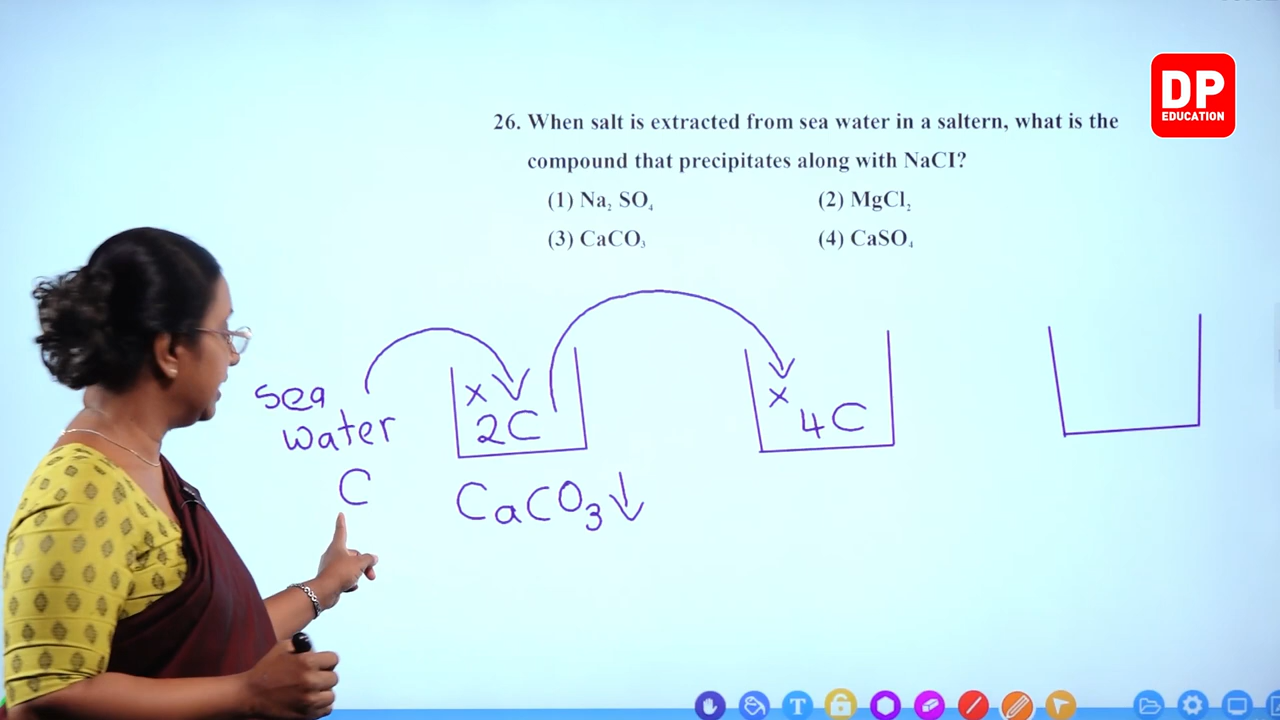 DP
EDUCATION
26. When salt is extracted from sea water in a saltern, what is the
compound that precipitates along with NaCI?
(1) Na₂ SO₄ (2) MgCl₂
(3) CaCO₃ (4) CaSO₄
sea
water
C
x
2C
CaCO₃↓
x
4C
T